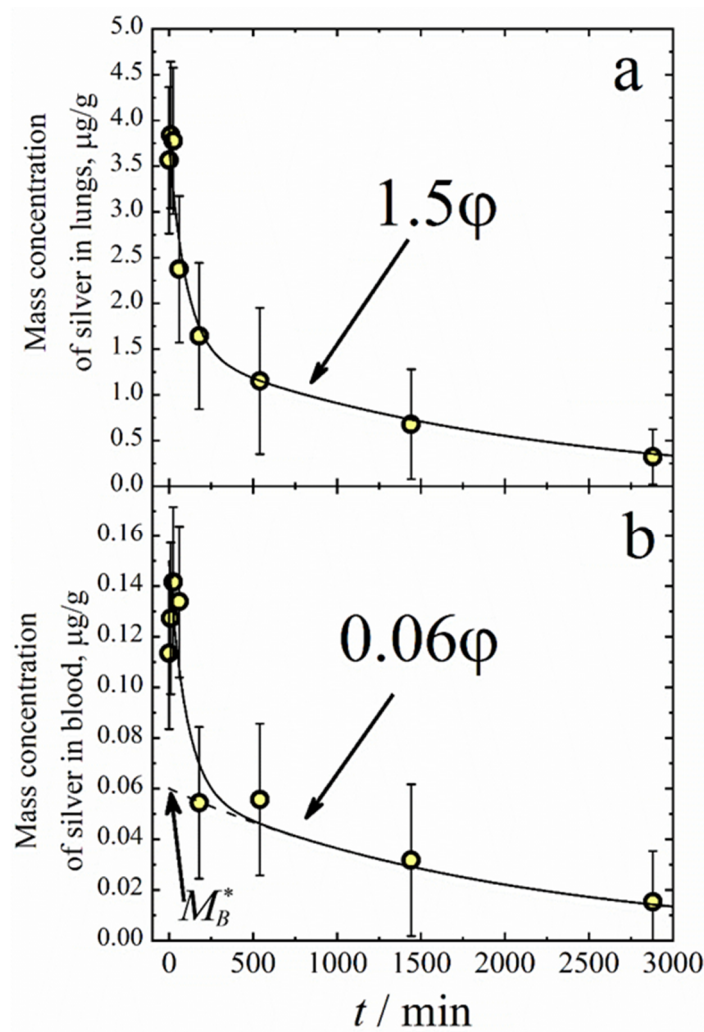 Mass concentration
of silver in lungs, μg/g
5.0
4.5
4.0
3.5
3.0
2.5
2.0
1.5
1.0
0.5
0.0
a
1.5φ
Mass concentration
of silver in blood, μg/g
0.16
0.14
0.12
0.10
0.08
0.06
0.04
0.02
0.00
b
0.06φ
M*B
0 500 1000 1500 2000 2500 3000
t / min